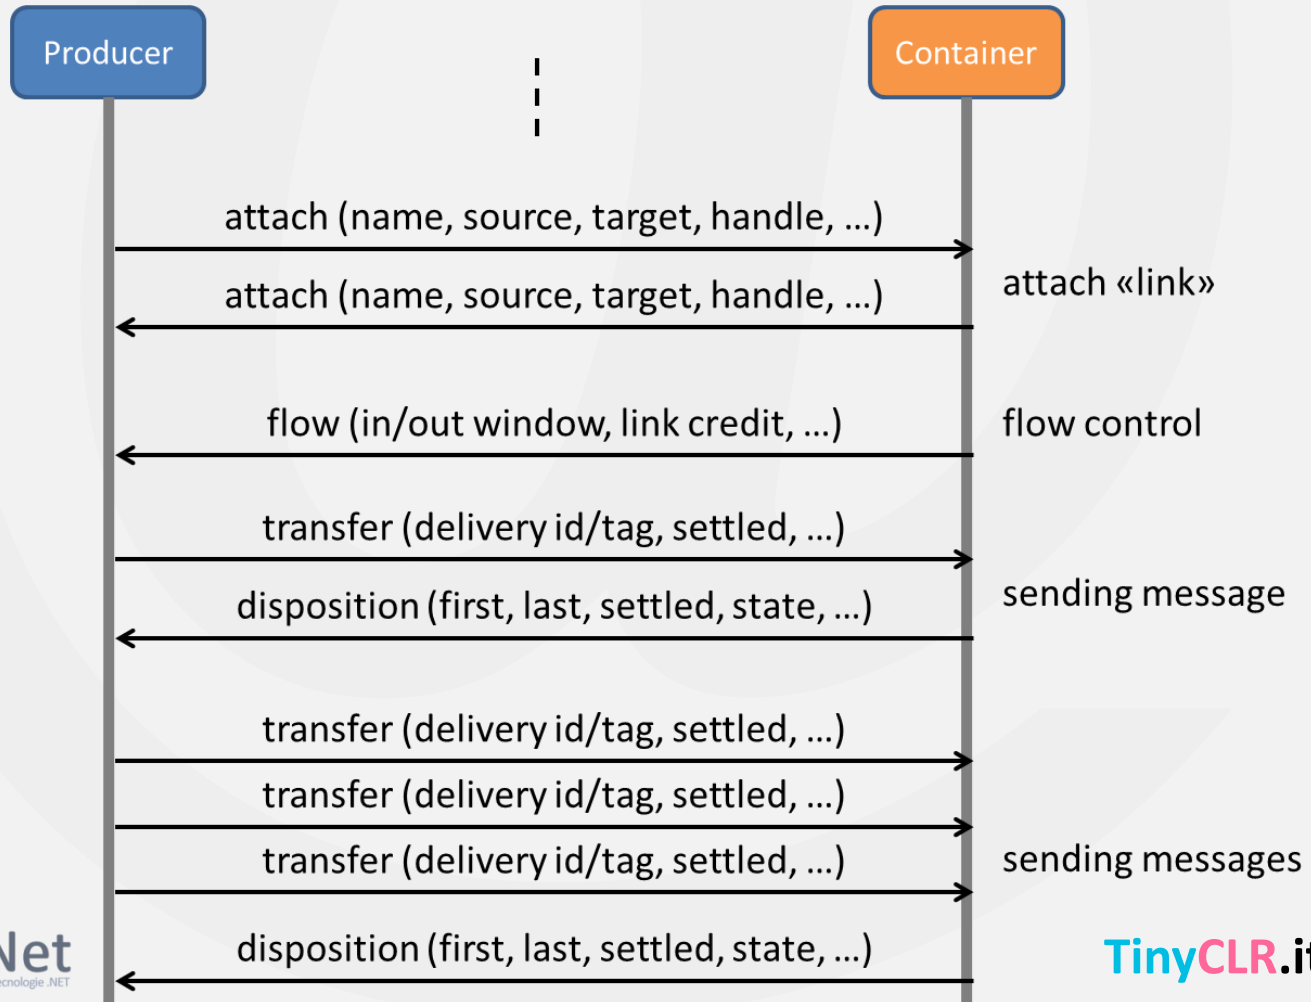 Producer
Container
attach (name, source, target, handle, ...)
attach «link»
attach (name, source, target, handle, ...)
flow (in/out window, link credit, ...)
flow control
transfer (delivery id/tag, settled, ...)
sending message
disposition (first, last, settled, state, ...)
transfer (delivery id/tag, settled, ...)
transfer (delivery id/tag, settled, ...)
transfer (delivery id/tag, settled, ...)
sending messages
disposition (first, last, settled, state, ...)
Net
ecnologie .NET
TinyCLR.it